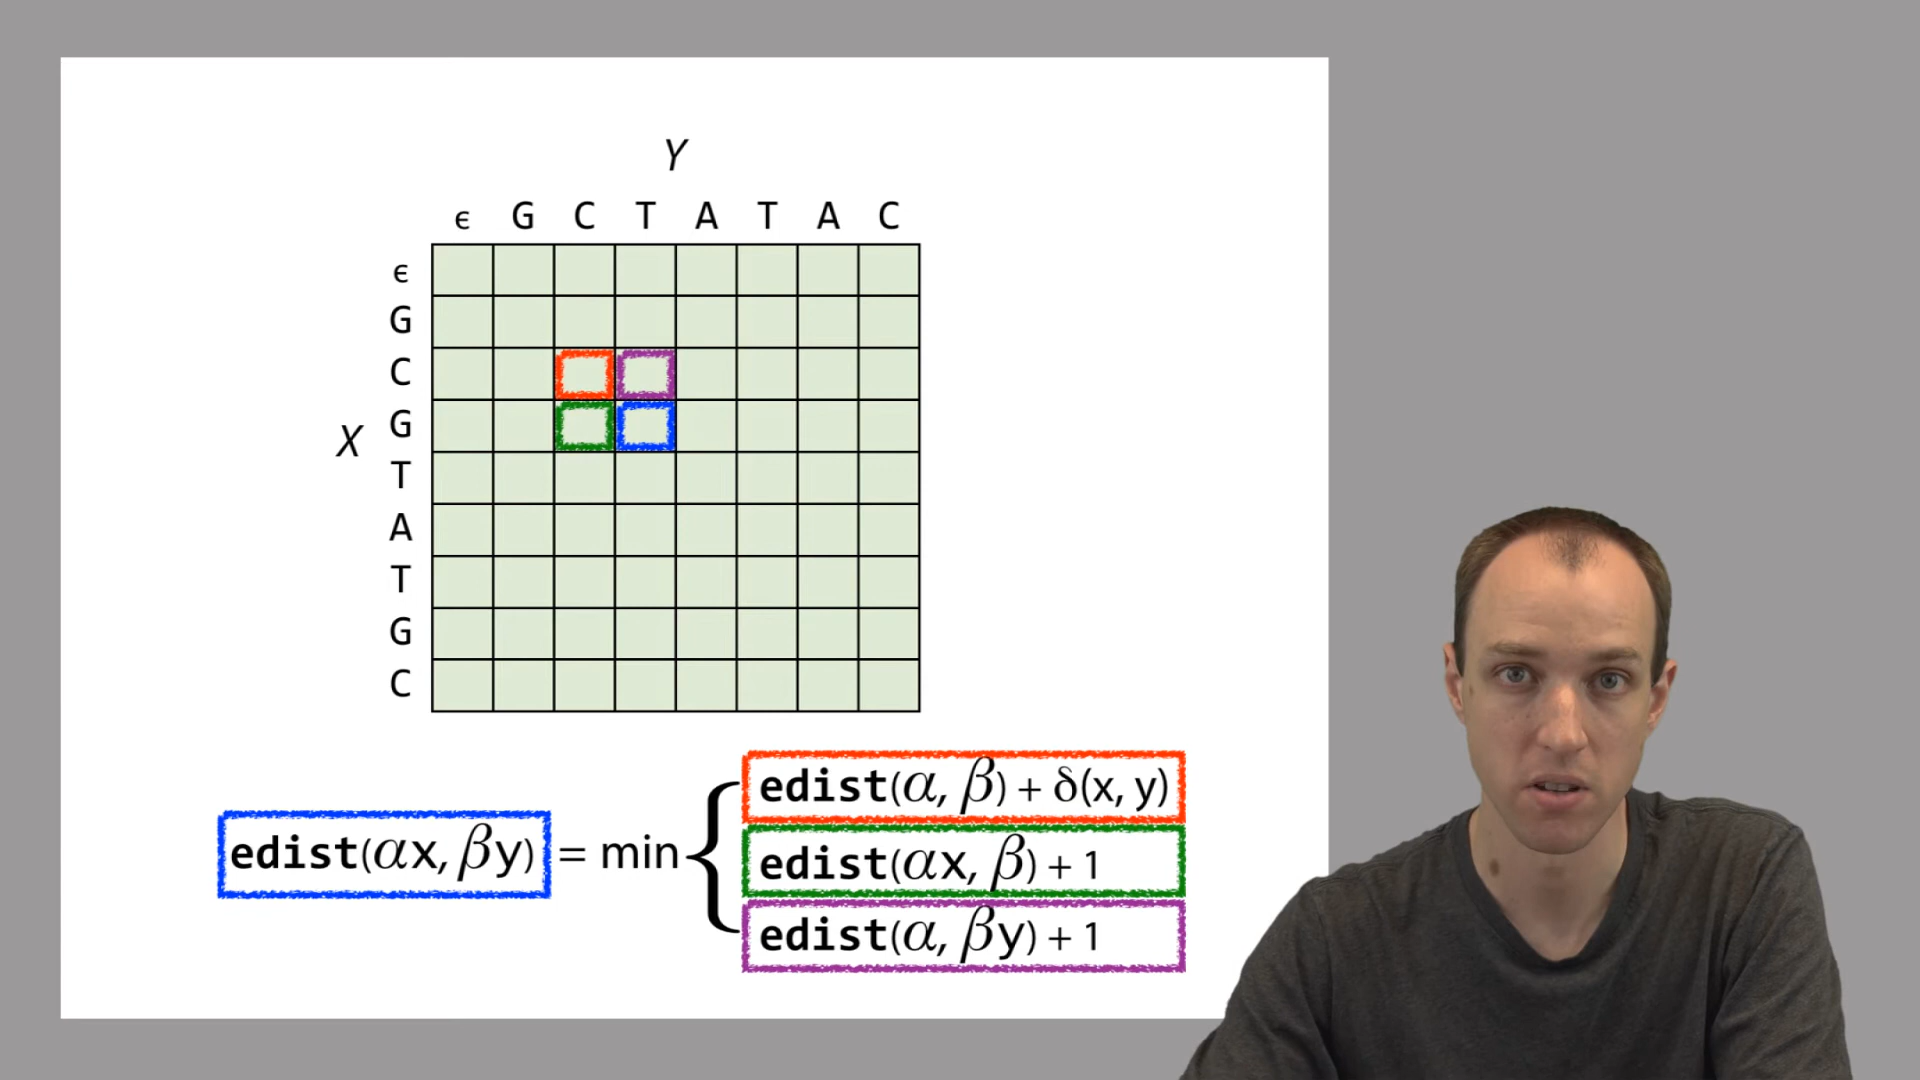 Y
ϵ G C T A T A C
ϵ
G
C
X
G
T
A
T
G
C
edist(αx, βy) = min {
edist(α, β) + δ(x, y)
edist(αx, β) + 1
edist(α, βy) + 1